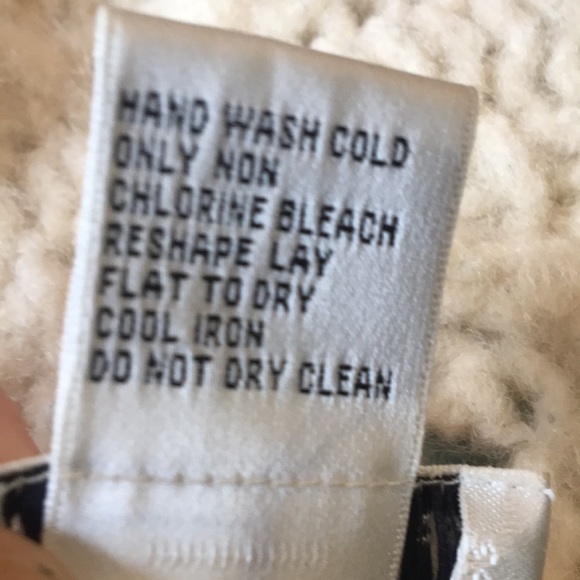 HAND WASH COLD
ONLY NON
CHLORINE BLEACH
RESHAPE LAY
FLAT TO DRY
COOL IRON
DO NOT DRY CLEAN